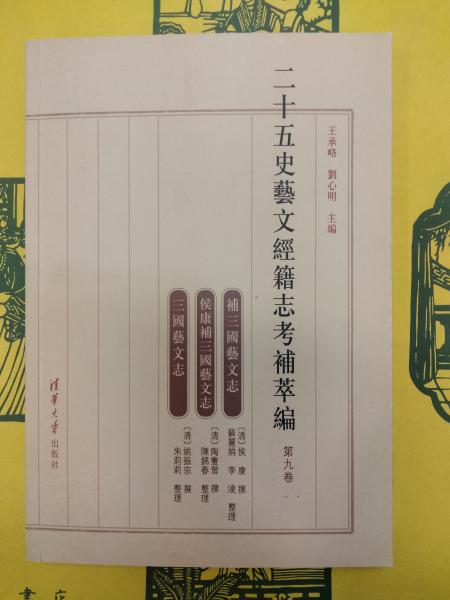 王承略 劉心明 主編
二十五史藝文經籍志考補萃編 第九卷
補三國藝文志
〔清〕侯 康 撰
蘇麗娟 李 淩 整理
侯康補三國藝文志
〔清〕陶憲曾 撰
陳錦春 整理
三國藝文志
〔清〕姚振宗 撰
朱莉莉 整理
清華大学出版社
書 店